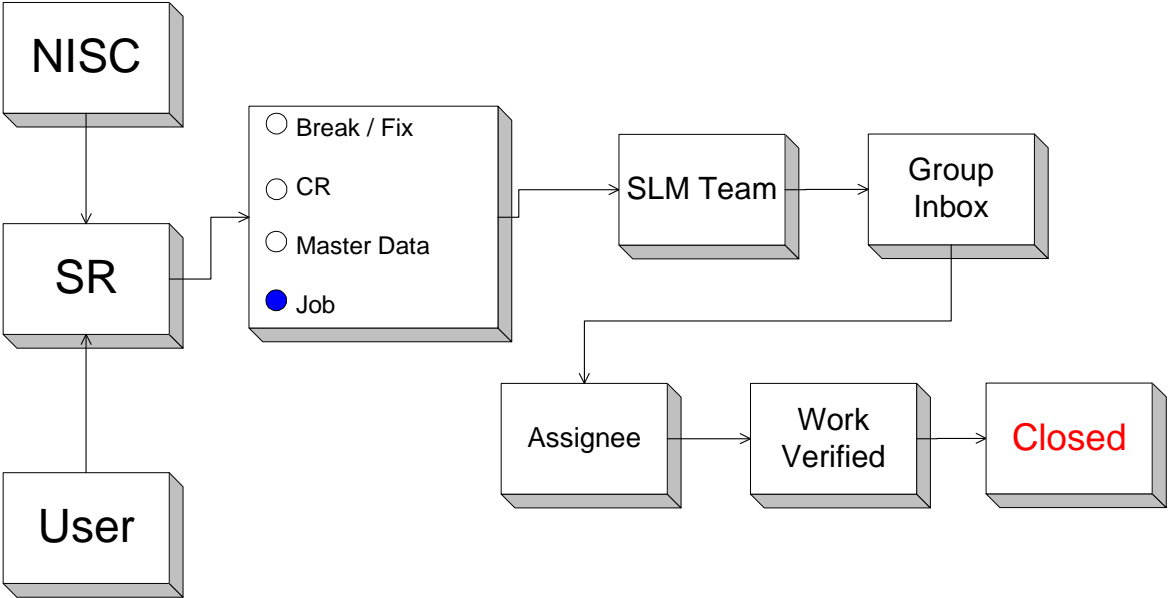 NISC
SR
User
Break / Fix
CR
Master Data
Job
SLM Team
Group
Inbox
Assignee
Work
Verified
Closed